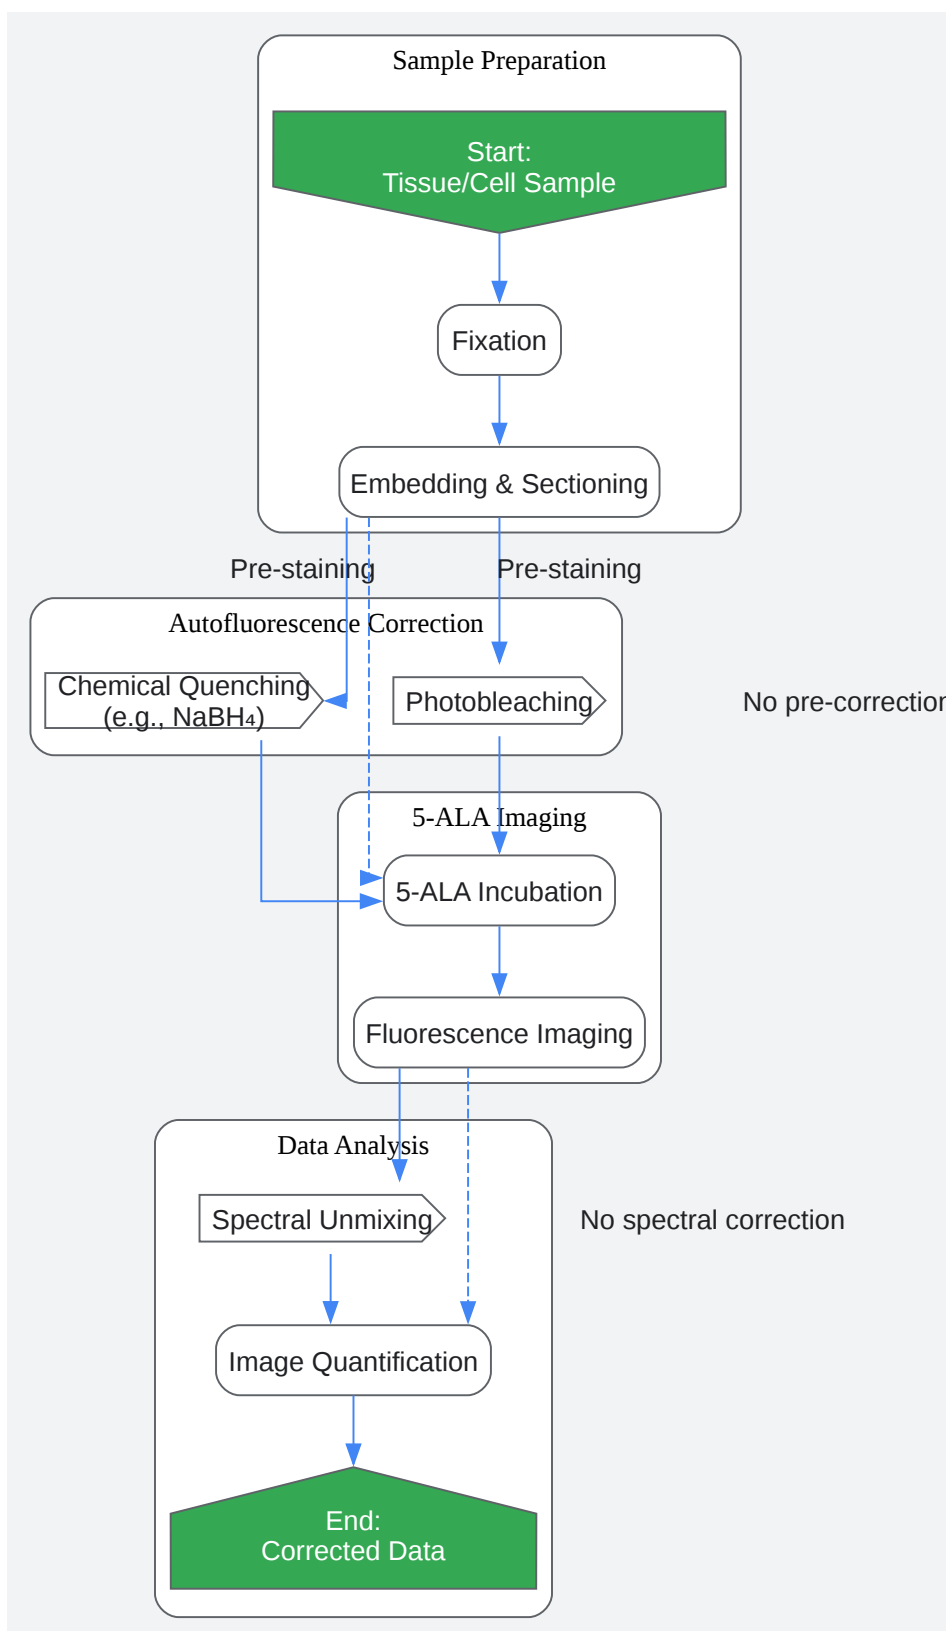 Sample Preparation
Start:
Tissue/Cell Sample
Fixation
Embedding & Sectioning
Pre-staining
Pre-staining
Autofluorescence Correction
Chemical Quenching
(e.g., NaBH₄)
Photobleaching
No pre-correction
5-ALA Imaging
5-ALA Incubation
Fluorescence Imaging
Data Analysis
Spectral Unmixing
No spectral correction
Image Quantification
End:
Corrected Data